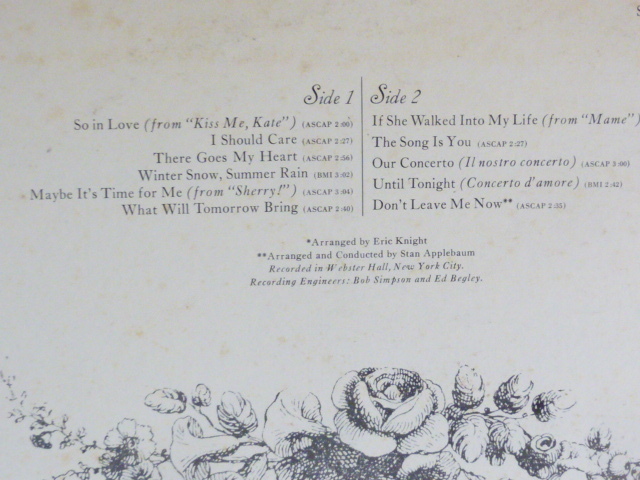 Side 1
So in Love (from "Kiss Me, Kate") (ASCAP 2:00)
I Should Care (ASCAP 2:27)
There Goes My Heart (ASCAP 2:56)
Winter Snow, Summer Rain (BMI 3:02)
Maybe It's Time for Me (from "Sherry!") (ASCAP 3:04)
What Will Tomorrow Bring (ASCAP 2:40)
Side 2
If She Walked Into My Life (from "Mame")
The Song Is You (ASCAP 2:27)
Our Concerto (Il nostro concerto) (ASCAP 3:00)
Until Tonight (Concerto d'amore) (BMI 2:42)
Don't Leave Me Now** (ASCAP 2:35)
*Arranged by Eric Knight
**Arranged and Conducted by Stan Applebaum
Recorded in Webster Hall, New York City.
Recording Engineers: Bob Simpson and Ed Begley.